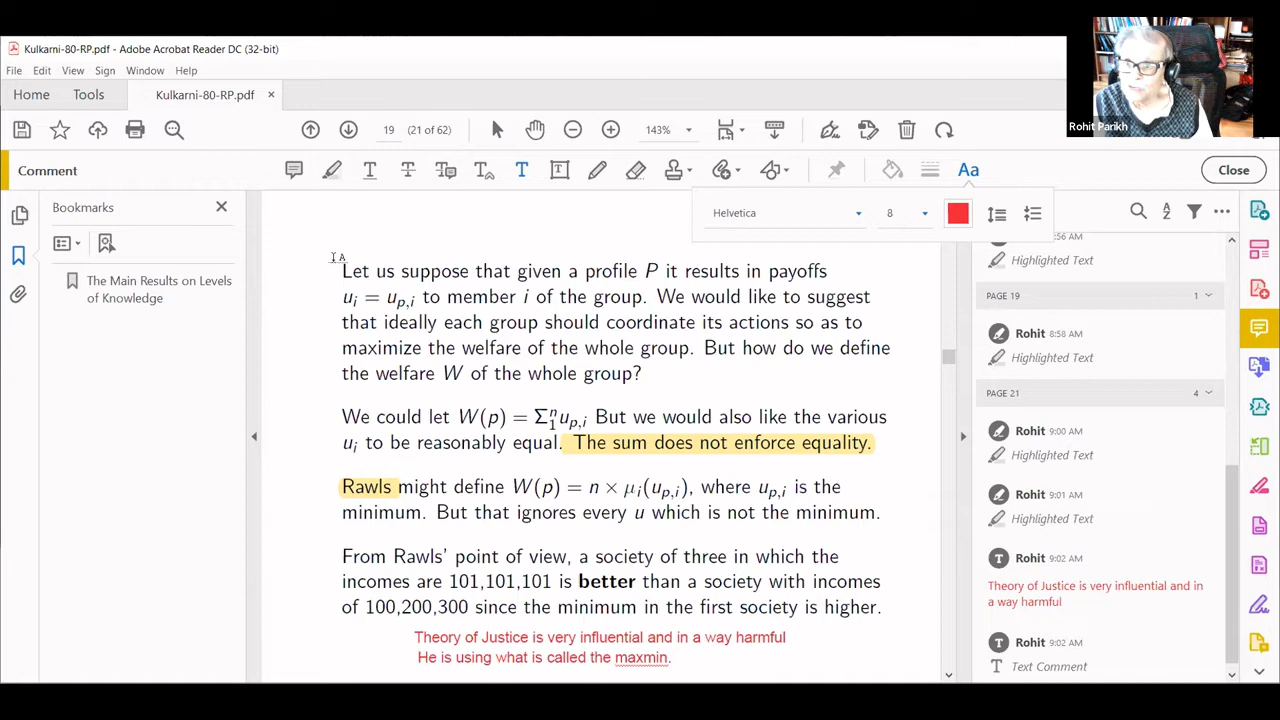 Kulkarni-80-RP.pdf - Adobe Acrobat Reader DC (32-bit)
File Edit View Sign Window Help
Home Tools Kulkarni-80-RP.pdf ×
19 (21 of 62) 143%
Rohit Parikh
Comment
Aa
Close
Bookmarks
Helvetica 8
The Main Results on Levels
of Knowledge
Let us suppose that given a profile P it results in payoffs
u_i = u_{p,i} to member i of the group. We would like to suggest
that ideally each group should coordinate its actions so as to
maximize the welfare of the whole group. But how do we define
the welfare W of the whole group?
We could let W(p) = Σ_1^n u_{p,i} But we would also like the various
u_i to be reasonably equal. The sum does not enforce equality.
Rawls might define W(p) = n × μ_i(u_{p,i}), where u_{p,i} is the
minimum. But that ignores every u which is not the minimum.
From Rawls' point of view, a society of three in which the
incomes are 101,101,101 is better than a society with incomes
of 100,200,300 since the minimum in the first society is higher.
Theory of Justice is very influential and in a way harmful
He is using what is called the maxmin.
Highlighted Text
PAGE 19 1
Rohit 8:58 AM
Highlighted Text
PAGE 21 4
Rohit 9:00 AM
Highlighted Text
Rohit 9:01 AM
Highlighted Text
Rohit 9:02 AM
Theory of Justice is very influential and in
a way harmful
Rohit 9:02 AM
Text Comment